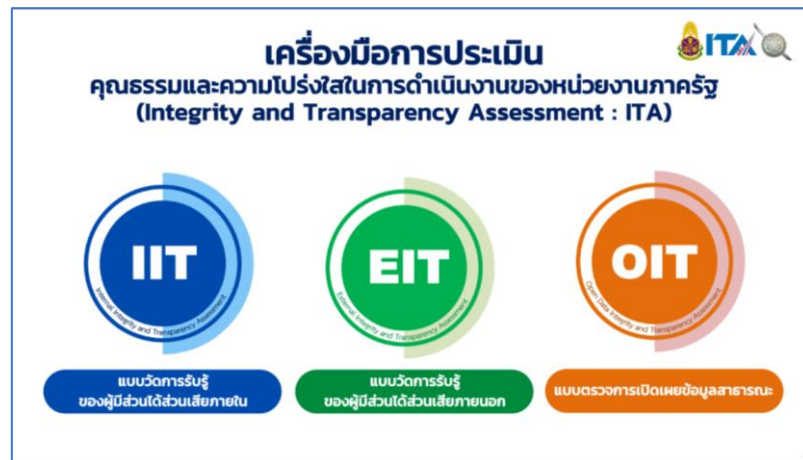 ITA
เครื่องมือการประเมิน
คุณธรรมและความโปร่งใสในการดำเนินงานของหน่วยงานภาครัฐ
(Integrity and Transparency Assessment : ITA)
IIT
Internal Integrity and Transparency Assessment
EIT
External Integrity and Transparency Assessment
OIT
Open Data Integrity and Transparency Assessment
แบบวัดการรับรู้
ของผู้มีส่วนได้ส่วนเสียภายใน
แบบวัดการรับรู้
ของผู้มีส่วนได้ส่วนเสียภายนอก
แบบตรวจการเปิดเผยข้อมูลสาธารณะ